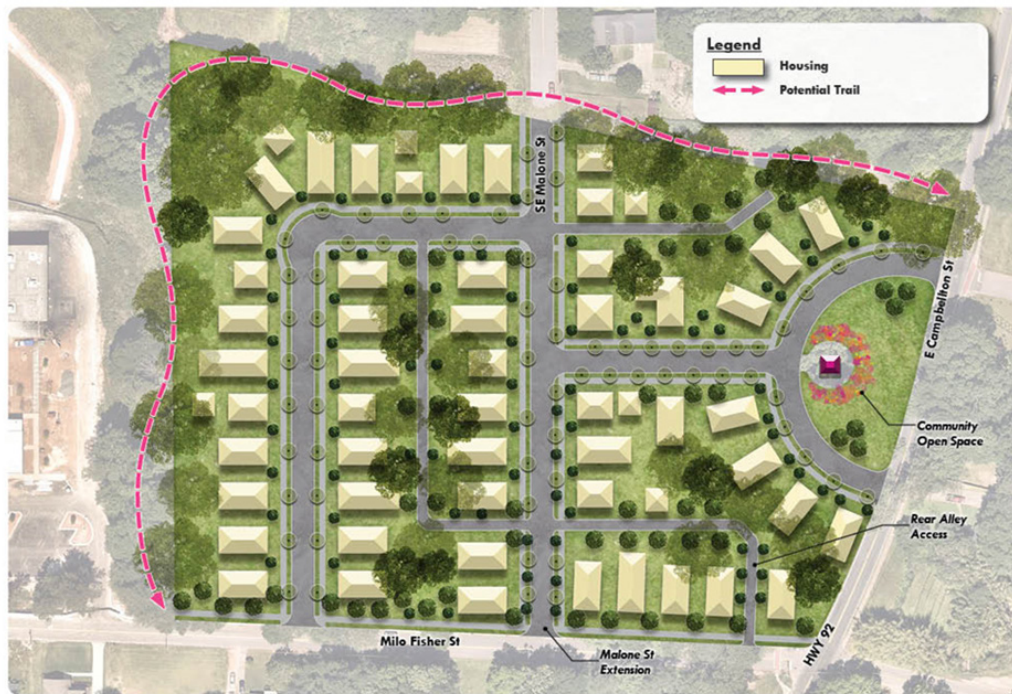 Legend
Housing
Potential Trail
SE Malone St
E Campbellton St
Community
Open Space
Rear Alley
Access
HWY 92
Milo Fisher St
Malone St
Extension